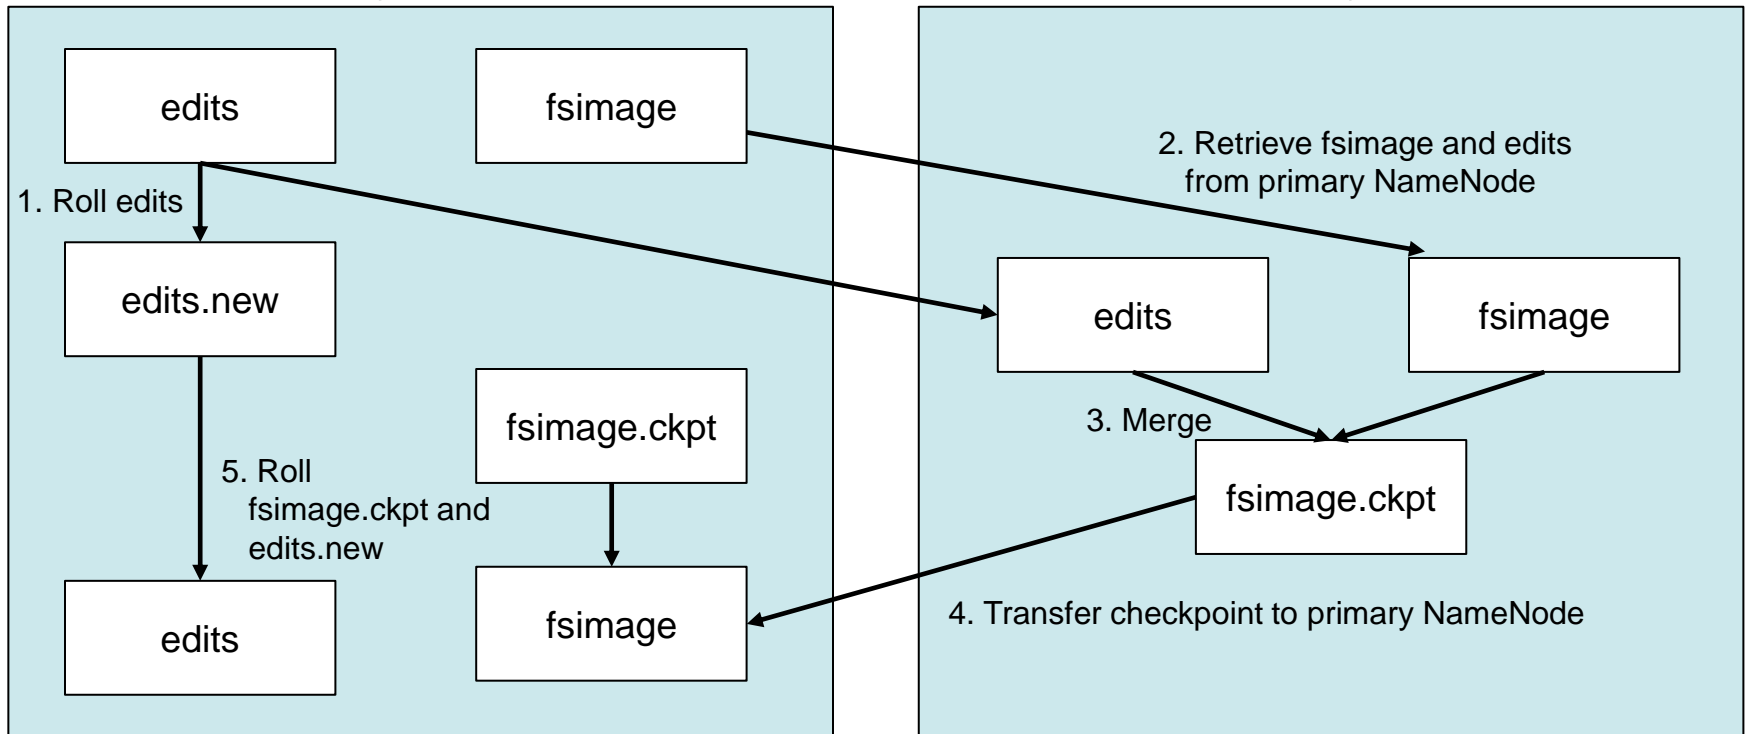 edits
fsimage
1. Roll edits
edits.new
fsimage.ckpt
5. Roll
fsimage.ckpt and
edits.new
edits
fsimage
2. Retrieve fsimage and edits
from primary NameNode
edits
fsimage
3. Merge
fsimage.ckpt
4. Transfer checkpoint to primary NameNode